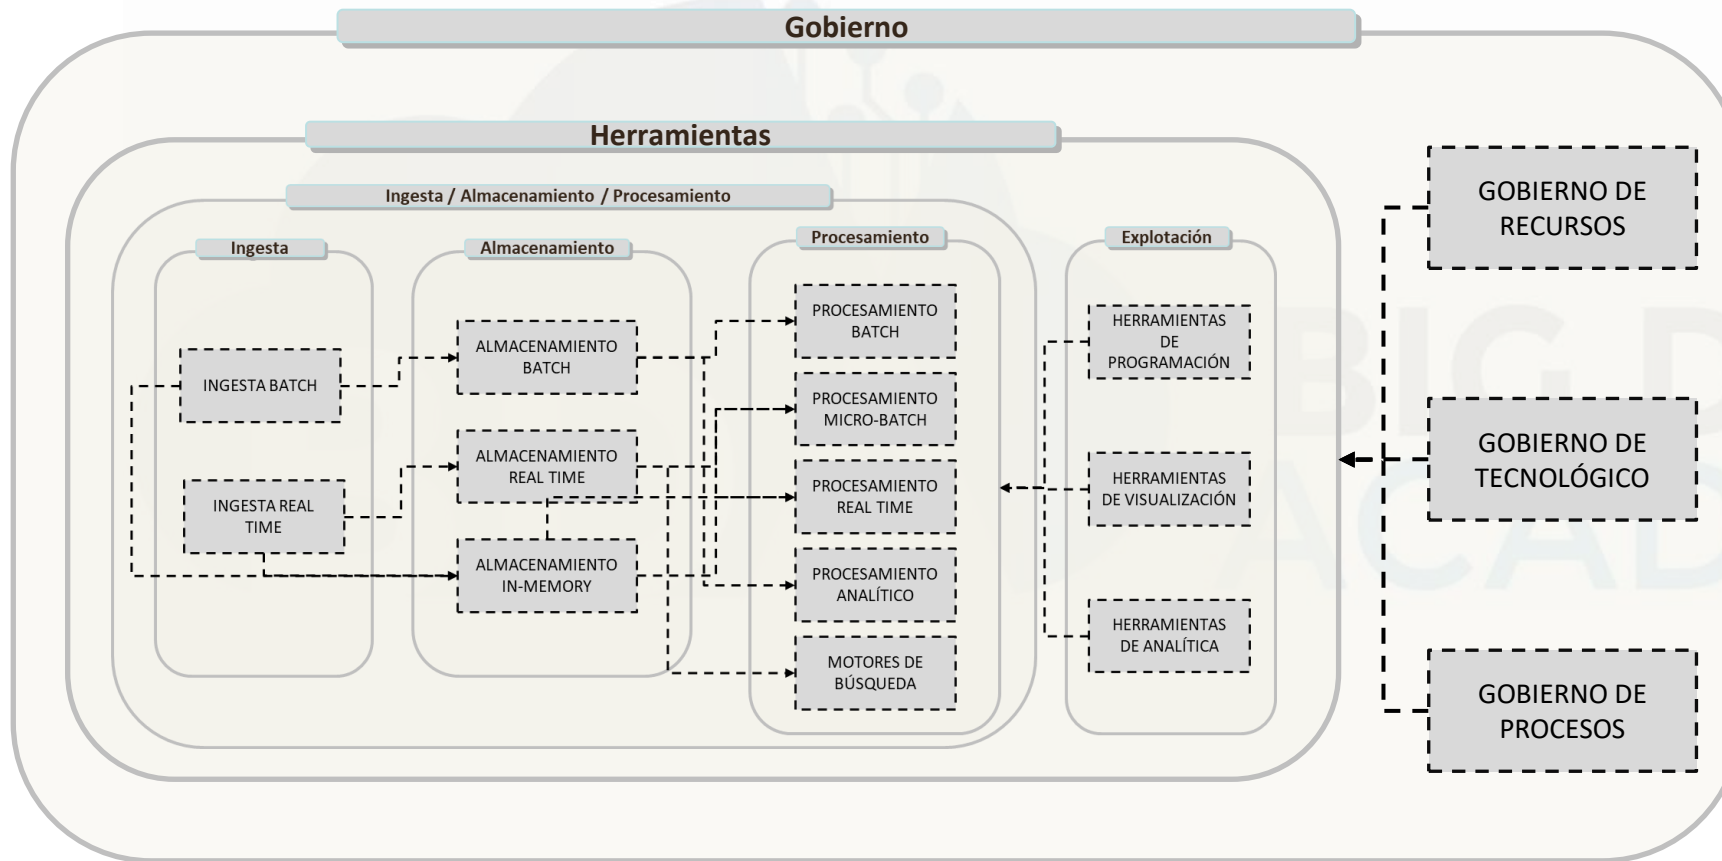 Gobierno
Herramientas
Ingesta / Almacenamiento / Procesamiento
Ingesta
Almacenamiento
Procesamiento
Explotación
INGESTA BATCH
INGESTA REAL
TIME
ALMACENAMIENTO
BATCH
ALMACENAMIENTO
REAL TIME
ALMACENAMIENTO
IN-MEMORY
PROCESAMIENTO
BATCH
PROCESAMIENTO
MICRO-BATCH
PROCESAMIENTO
REAL TIME
PROCESAMIENTO
ANALÍTICO
MOTORES DE
BÚSQUEDA
HERRAMIENTAS
DE
PROGRAMACIÓN
HERRAMIENTAS
DE VISUALIZACIÓN
HERRAMIENTAS
DE ANALÍTICA
GOBIERNO DE
RECURSOS
GOBIERNO DE
TECNOLÓGICO
GOBIERNO DE
PROCESOS
BIG D
ACAD